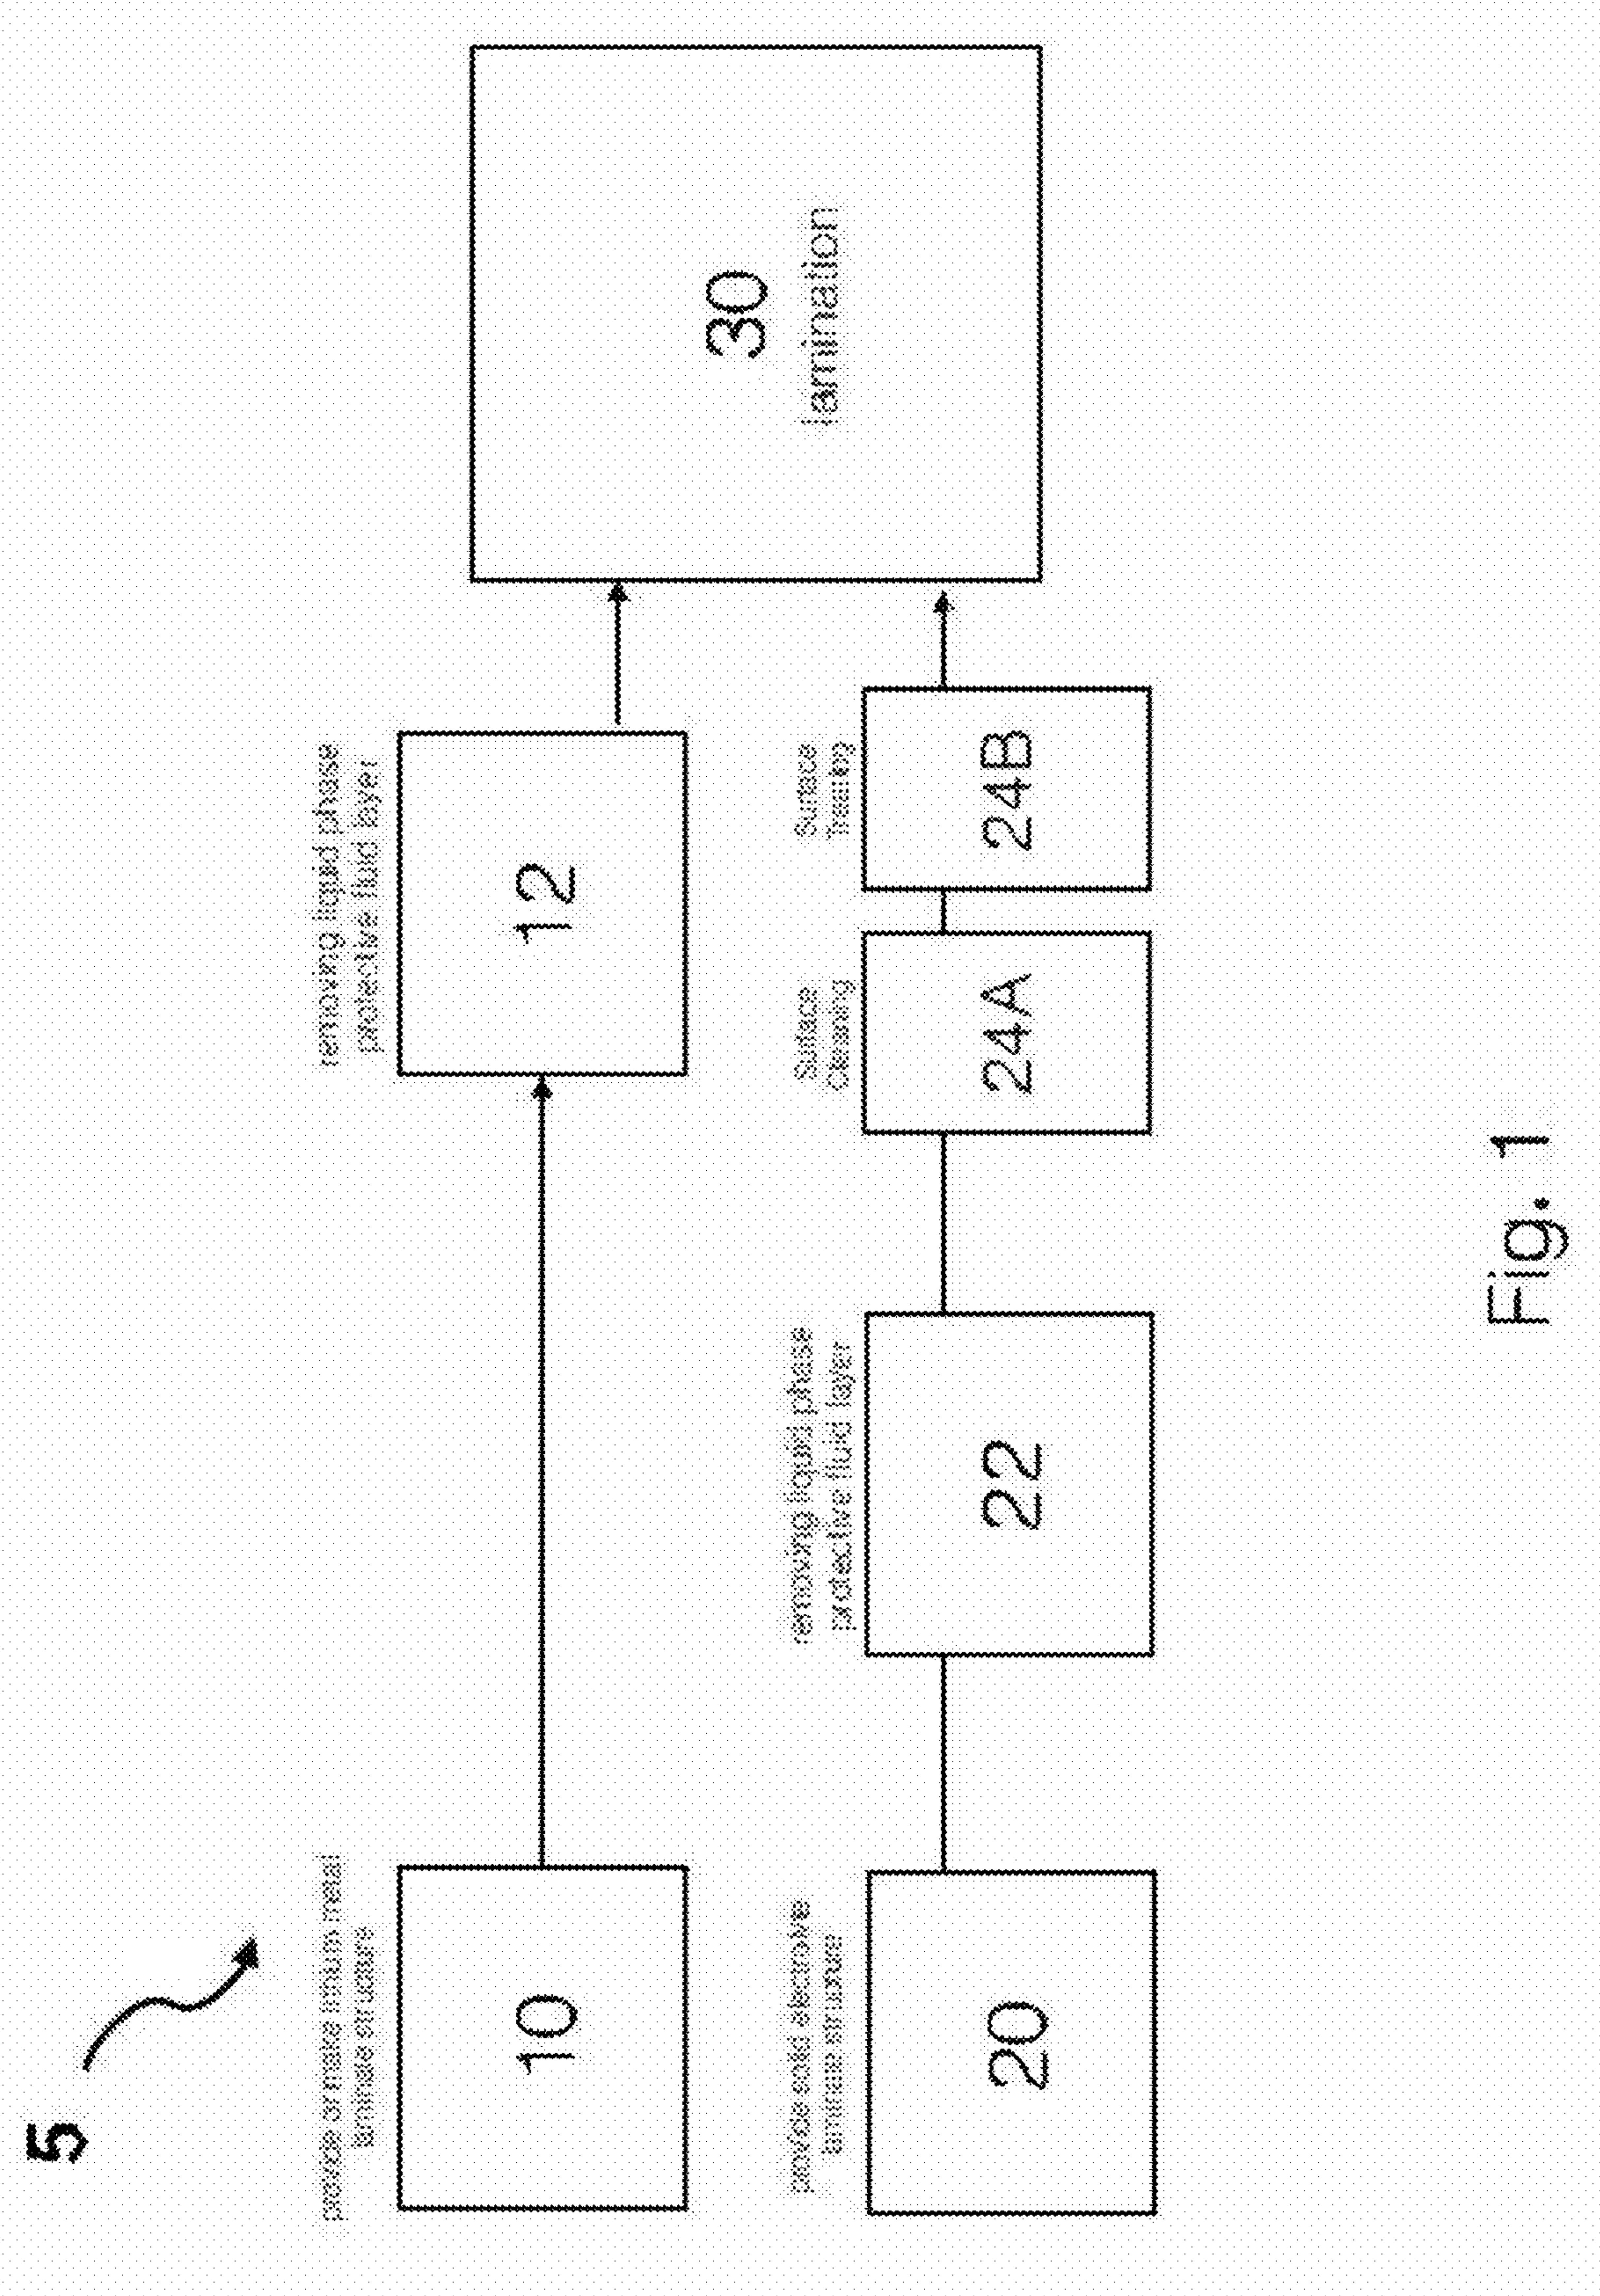 5
provide or make lithium metal
laminate structure
10
removing liquid phase
protective fluid layer
12
provide solid electrolyte
laminate structure
20
removing liquid phase
protective fluid layer
22
Surface
Cleaning
24A
Surface
Treating
24B
30
lamination
Fig. 1